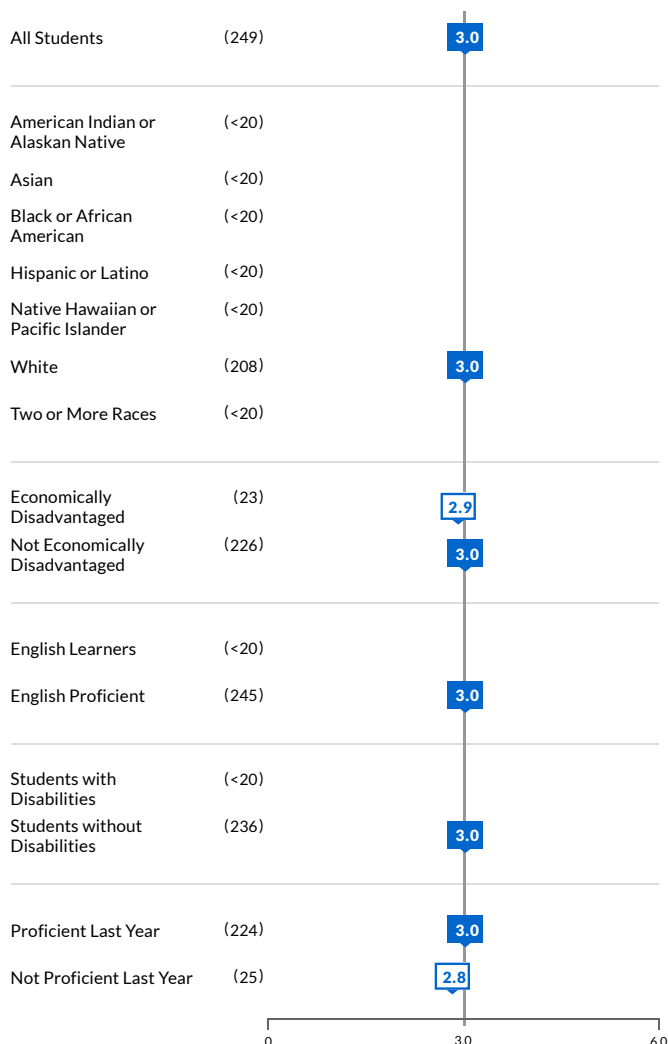 All Students (249) 3.0
American Indian or (<20)
Alaskan Native
Asian (<20)
Black or African (<20)
American
Hispanic or Latino (<20)
Native Hawaiian or (<20)
Pacific Islander
White (208) 3.0
Two or More Races (<20)
Economically (23) 2.9
Disadvantaged
Not Economically (226) 3.0
Disadvantaged
English Learners (<20)
English Proficient (245) 3.0
Students with (<20)
Disabilities
Students without (236) 3.0
Disabilities
Proficient Last Year (224) 3.0
Not Proficient Last Year (25) 2.8
0 3.0 6.0